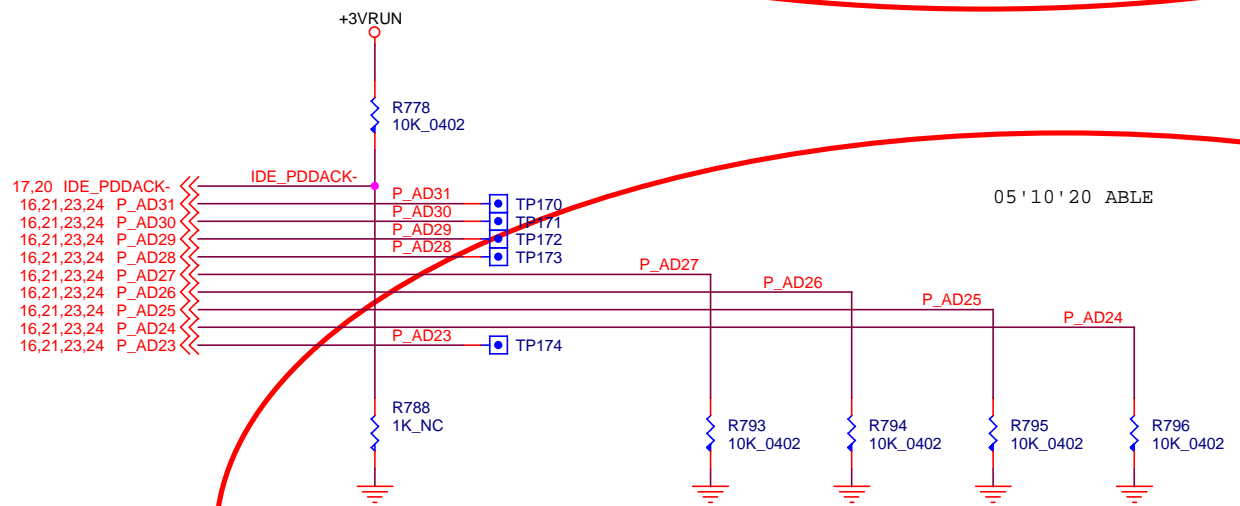 +3VRUN
R778
10K_0402
17,20 IDE_PDDACK- IDE_PDDACK-
16,21,23,24 P_AD31 P_AD31 TP170
16,21,23,24 P_AD30 P_AD30 TP171
16,21,23,24 P_AD29 P_AD29 TP172
16,21,23,24 P_AD28 P_AD28 TP173
16,21,23,24 P_AD27 P_AD27
16,21,23,24 P_AD26 P_AD26
16,21,23,24 P_AD25 P_AD25
16,21,23,24 P_AD24 P_AD24
16,21,23,24 P_AD23 P_AD23 TP174
05'10'20 ABLE
R788
1K_NC
R793
10K_0402
R794
10K_0402
R795
10K_0402
R796
10K_0402